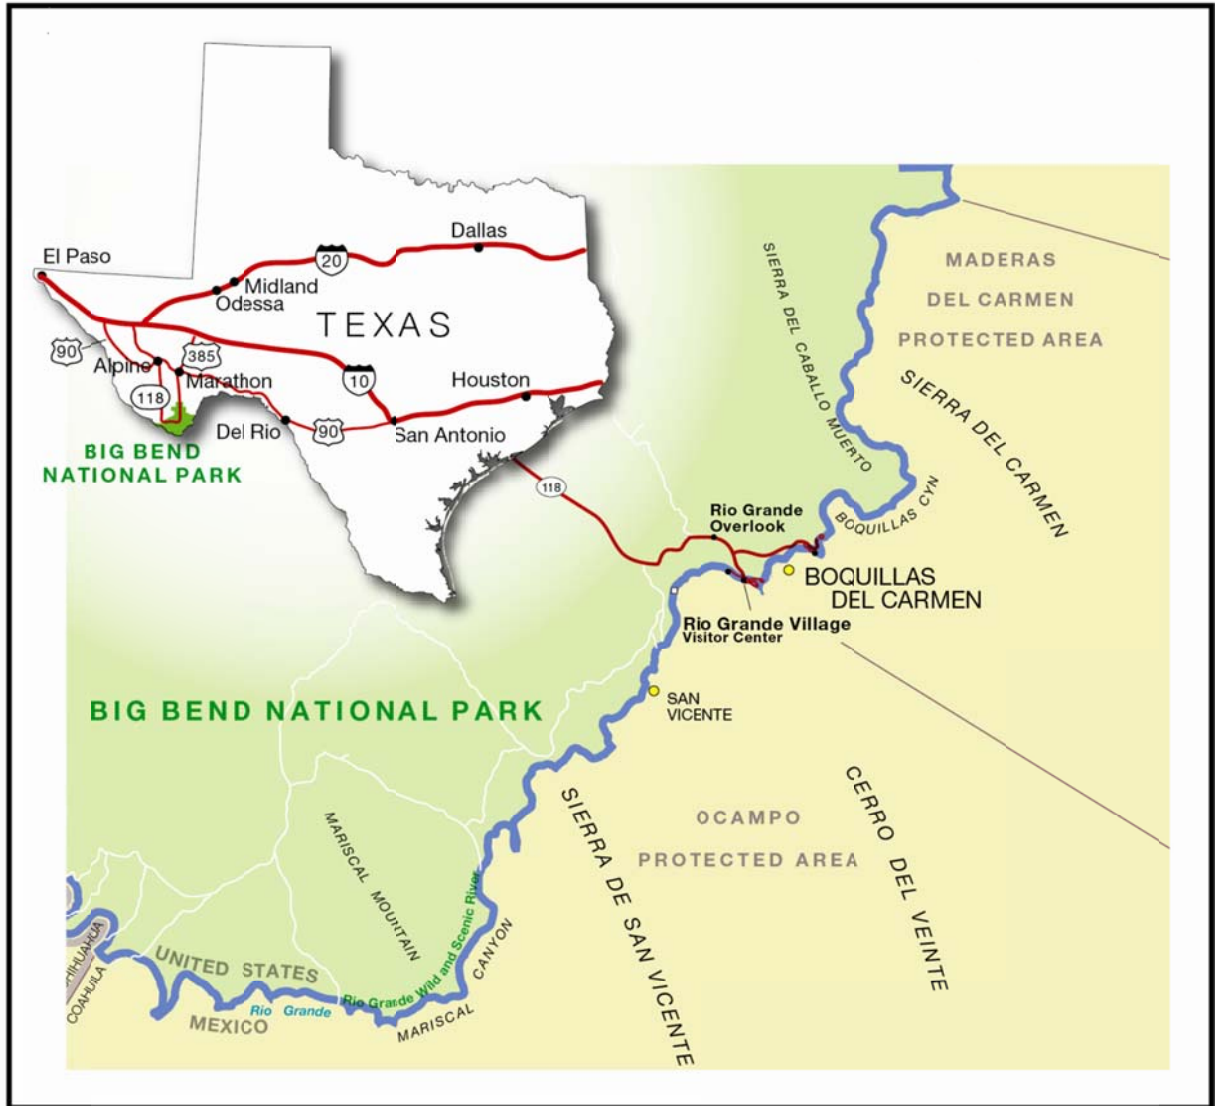 El Paso
20
Dallas
Midland
Odessa
TEXAS
90
Alpine
385
Marathon
118
10
Houston
Del Rio
90
San Antonio
BIG BEND
NATIONAL PARK
MADERAS
DEL CARMEN
PROTECTED AREA
SIERRA DEL CABALLO MUERTO
SIERRA DEL CARMEN
BOQUILLAS CYN
118
Rio Grande
Overlook
BOQUILLAS
DEL CARMEN
Rio Grande Village
Visitor Center
SAN
VICENTE
BIG BEND NATIONAL PARK
OCAMPO
PROTECTED AREA
CERRO DEL VEINTE
SIERRA DE SAN VICENTE
MARISCAL MOUNTAIN
Rio Grande Wild and Scenic River
MARISCAL CANYON
CHIHUAHUA
COAHUILA
UNITED STATES
Rio Grande
MEXICO